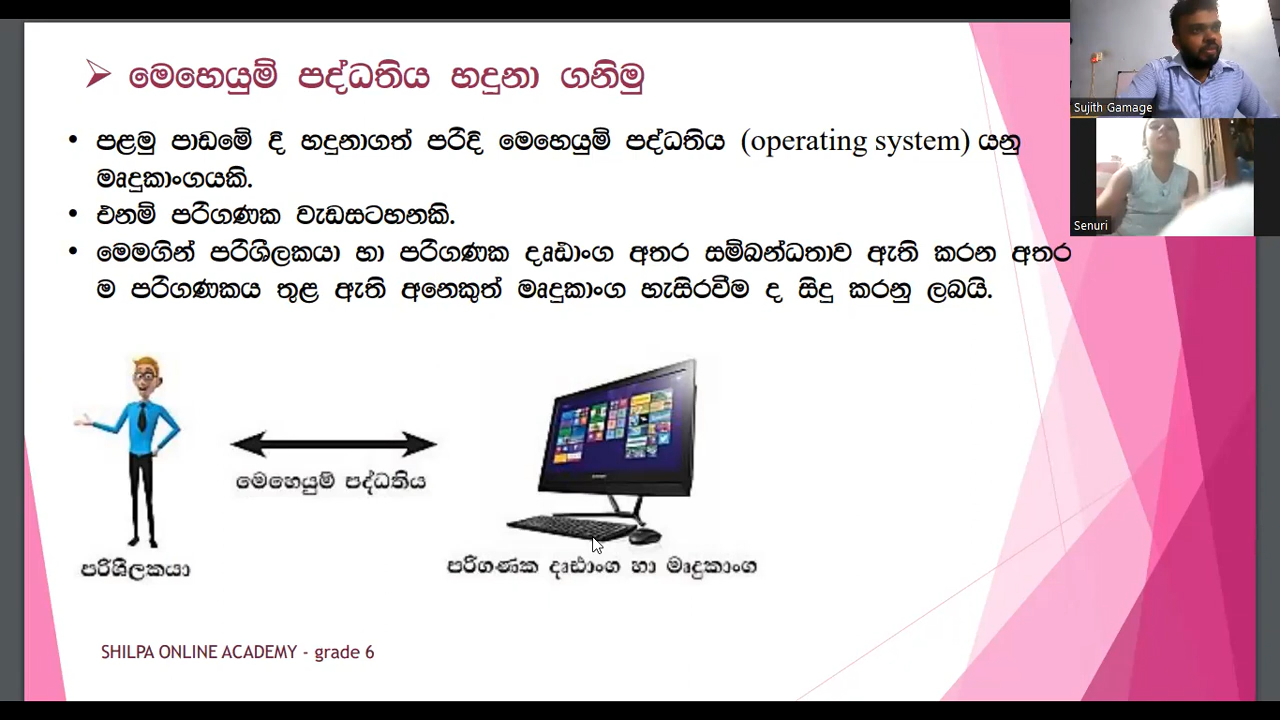 මෙහෙයුම් පද්ධතිය හදුනා ගනිමු
• පළමු පාඩමේ දී හදුනාගත් පරිදි මෙහෙයුම් පද්ධතිය (operating system) යනු
මෘදුකාංගයකි.
• එනම් පරිගණක වැඩසටහනකි.
• මෙමගින් පරිශීලකයා හා පරිගණක දෘඪාංග අතර සම්බන්ධතාව ඇති කරන අතර
ම පරිගණකය තුළ ඇති අනෙකුත් මෘදුකාංග හැසිරවීම ද සිදු කරනු ලබයි.
මෙහෙයුම් පද්ධතිය
පරිශීලකයා
පරිගණක දෘඪාංග හා මෘදුකාංග
SHILPA ONLINE ACADEMY - grade 6
Sujith Gamage
Senuri